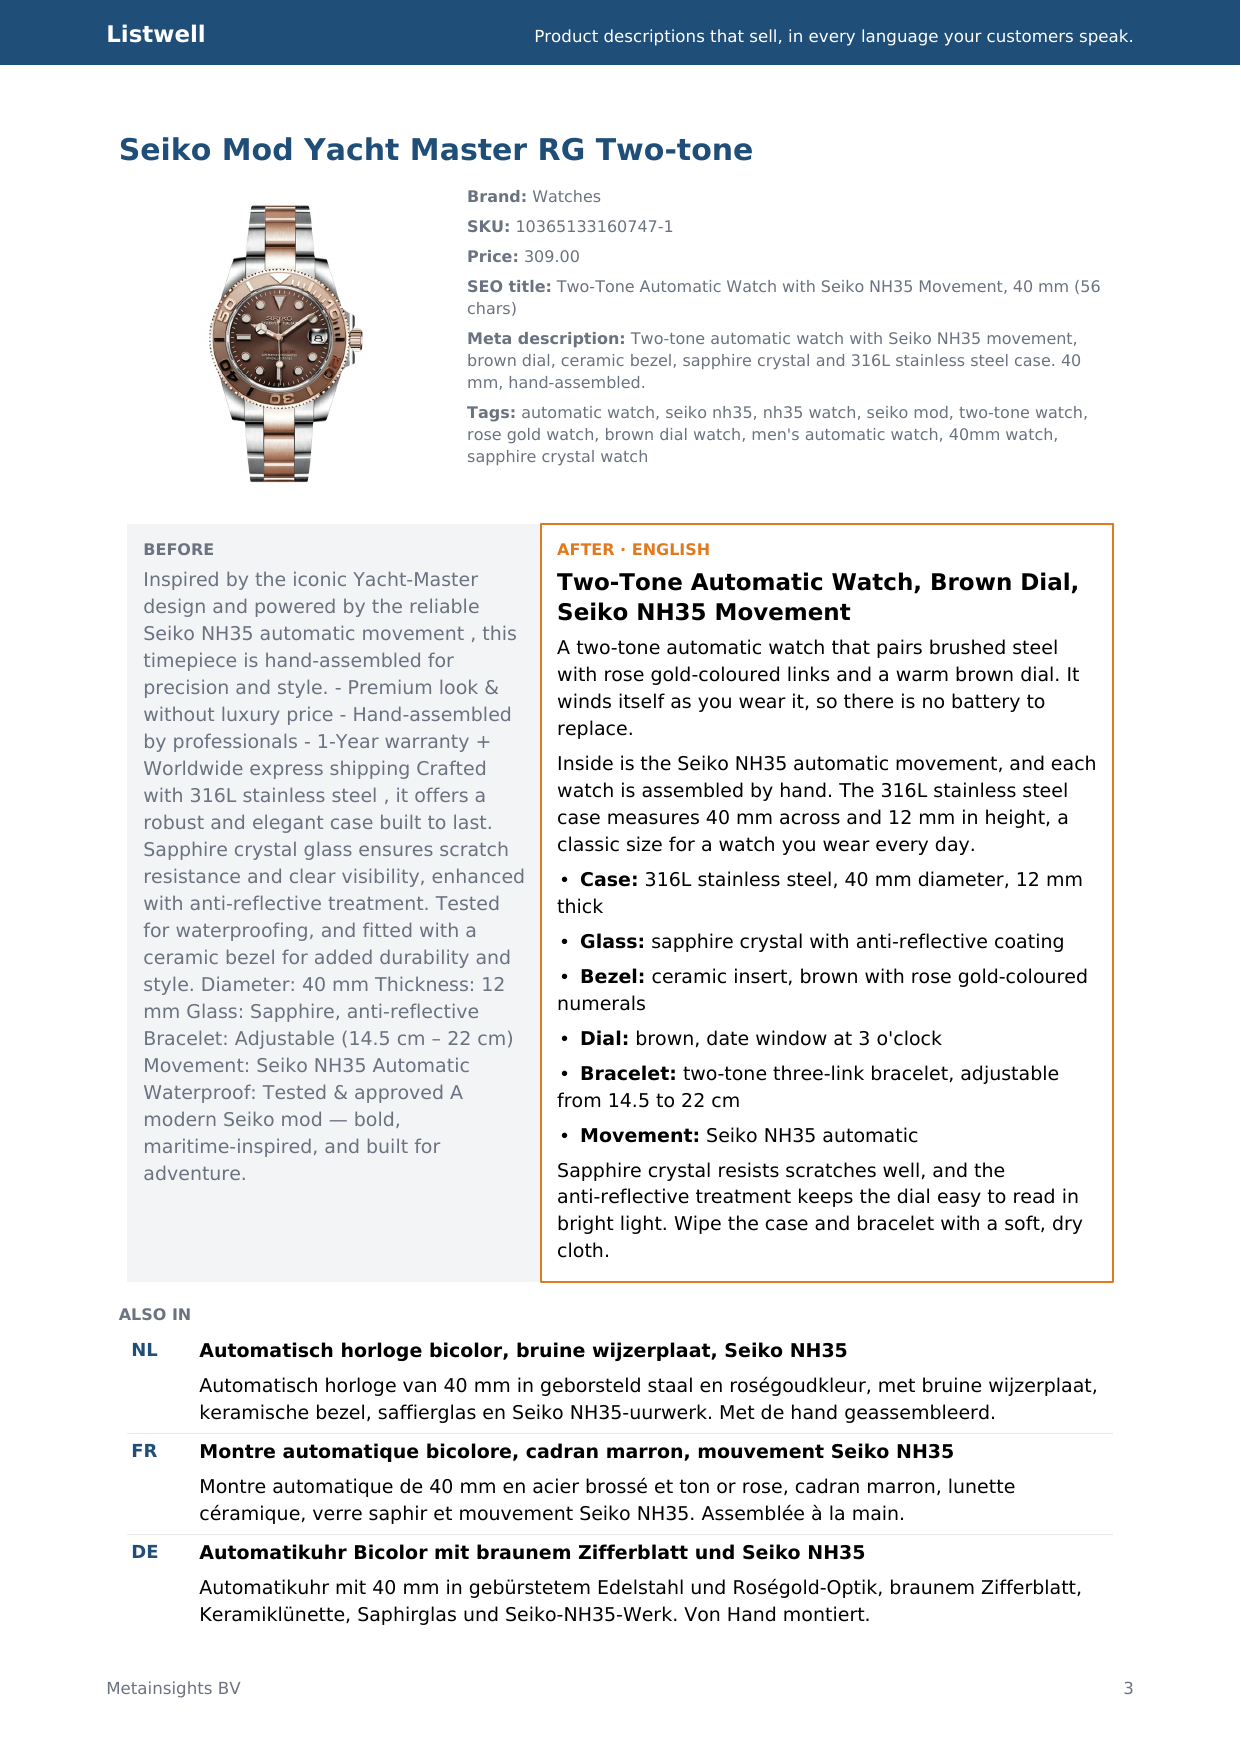 Listwell
Product descriptions that sell, in every language your customers speak.
Seiko Mod Yacht Master RG Two-tone
Brand: Watches
SKU: 10365133160747-1
Price: 309.00
SEO title: Two-Tone Automatic Watch with Seiko NH35 Movement, 40 mm (56
chars)
Meta description: Two-tone automatic watch with Seiko NH35 movement,
brown dial, ceramic bezel, sapphire crystal and 316L stainless steel case. 40
mm, hand-assembled.
Tags: automatic watch, seiko nh35, nh35 watch, seiko mod, two-tone watch,
rose gold watch, brown dial watch, men's automatic watch, 40mm watch,
sapphire crystal watch
SEIKO
50
40
30
8
BEFORE
Inspired by the iconic Yacht-Master
design and powered by the reliable
Seiko NH35 automatic movement , this
timepiece is hand-assembled for
precision and style. - Premium look &
without luxury price - Hand-assembled
by professionals - 1-Year warranty +
Worldwide express shipping Crafted
with 316L stainless steel , it offers a
robust and elegant case built to last.
Sapphire crystal glass ensures scratch
resistance and clear visibility, enhanced
with anti-reflective treatment. Tested
for waterproofing, and fitted with a
ceramic bezel for added durability and
style. Diameter: 40 mm Thickness: 12
mm Glass: Sapphire, anti-reflective
Bracelet: Adjustable (14.5 cm – 22 cm)
Movement: Seiko NH35 Automatic
Waterproof: Tested & approved A
modern Seiko mod — bold,
maritime-inspired, and built for
adventure.
AFTER · ENGLISH
Two-Tone Automatic Watch, Brown Dial,
Seiko NH35 Movement
A two-tone automatic watch that pairs brushed steel
with rose gold-coloured links and a warm brown dial. It
winds itself as you wear it, so there is no battery to
replace.
Inside is the Seiko NH35 automatic movement, and each
watch is assembled by hand. The 316L stainless steel
case measures 40 mm across and 12 mm in height, a
classic size for a watch you wear every day.
• Case: 316L stainless steel, 40 mm diameter, 12 mm
thick
• Glass: sapphire crystal with anti-reflective coating
• Bezel: ceramic insert, brown with rose gold-coloured
numerals
• Dial: brown, date window at 3 o'clock
• Bracelet: two-tone three-link bracelet, adjustable
from 14.5 to 22 cm
• Movement: Seiko NH35 automatic
Sapphire crystal resists scratches well, and the
anti-reflective treatment keeps the dial easy to read in
bright light. Wipe the case and bracelet with a soft, dry
cloth.
ALSO IN
NL
Automatisch horloge bicolor, bruine wijzerplaat, Seiko NH35
Automatisch horloge van 40 mm in geborsteld staal en roségoudkleur, met bruine wijzerplaat,
keramische bezel, saffierglas en Seiko NH35-uurwerk. Met de hand geassembleerd.
FR
Montre automatique bicolore, cadran marron, mouvement Seiko NH35
Montre automatique de 40 mm en acier brossé et ton or rose, cadran marron, lunette
céramique, verre saphir et mouvement Seiko NH35. Assemblée à la main.
DE
Automatikuhr Bicolor mit braunem Zifferblatt und Seiko NH35
Automatikuhr mit 40 mm in gebürstetem Edelstahl und Roségold-Optik, braunem Zifferblatt,
Keramiklünette, Saphirglas und Seiko-NH35-Werk. Von Hand montiert.
Metainsights BV
3